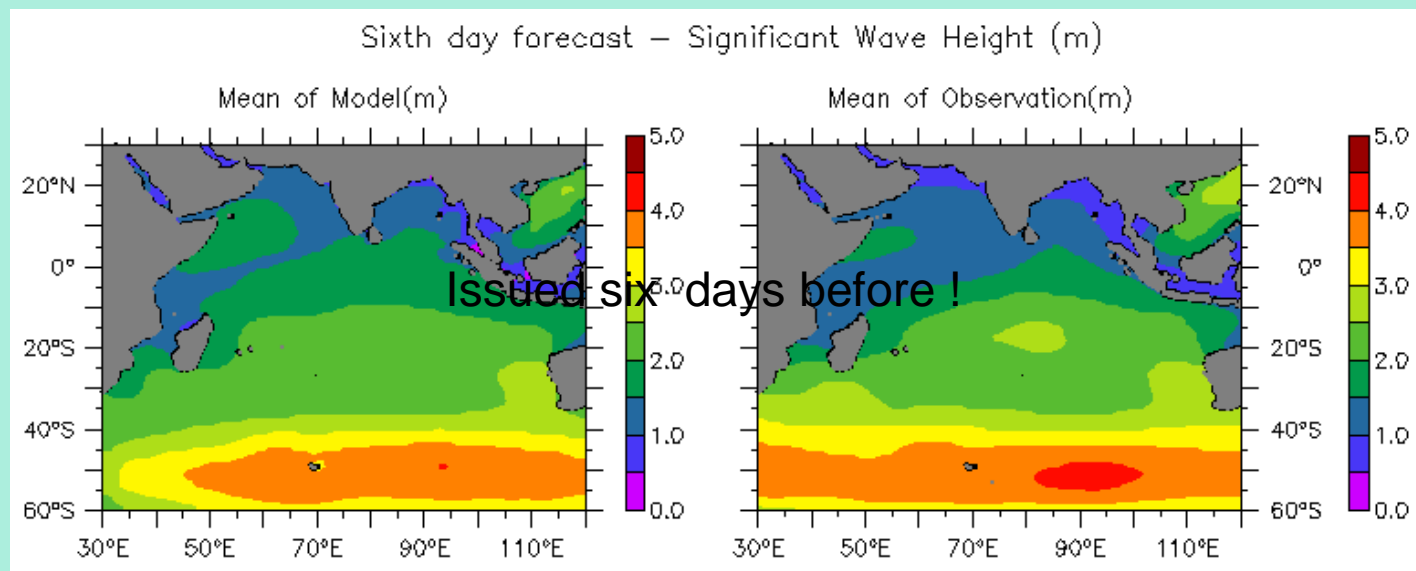 Sixth day forecast – Significant Wave Height (m)
Mean of Model(m)
Mean of Observation(m)
5.0
4.0
3.0
2.0
1.0
0.0
20°N
0°
20°S
40°S
60°S
30°E 50°E 70°E 90°E 110°E
Issued six days before !
5.0
4.0
3.0
2.0
1.0
0.0
20°N
0°
20°S
40°S
60°S
30°E 50°E 70°E 90°E 110°E